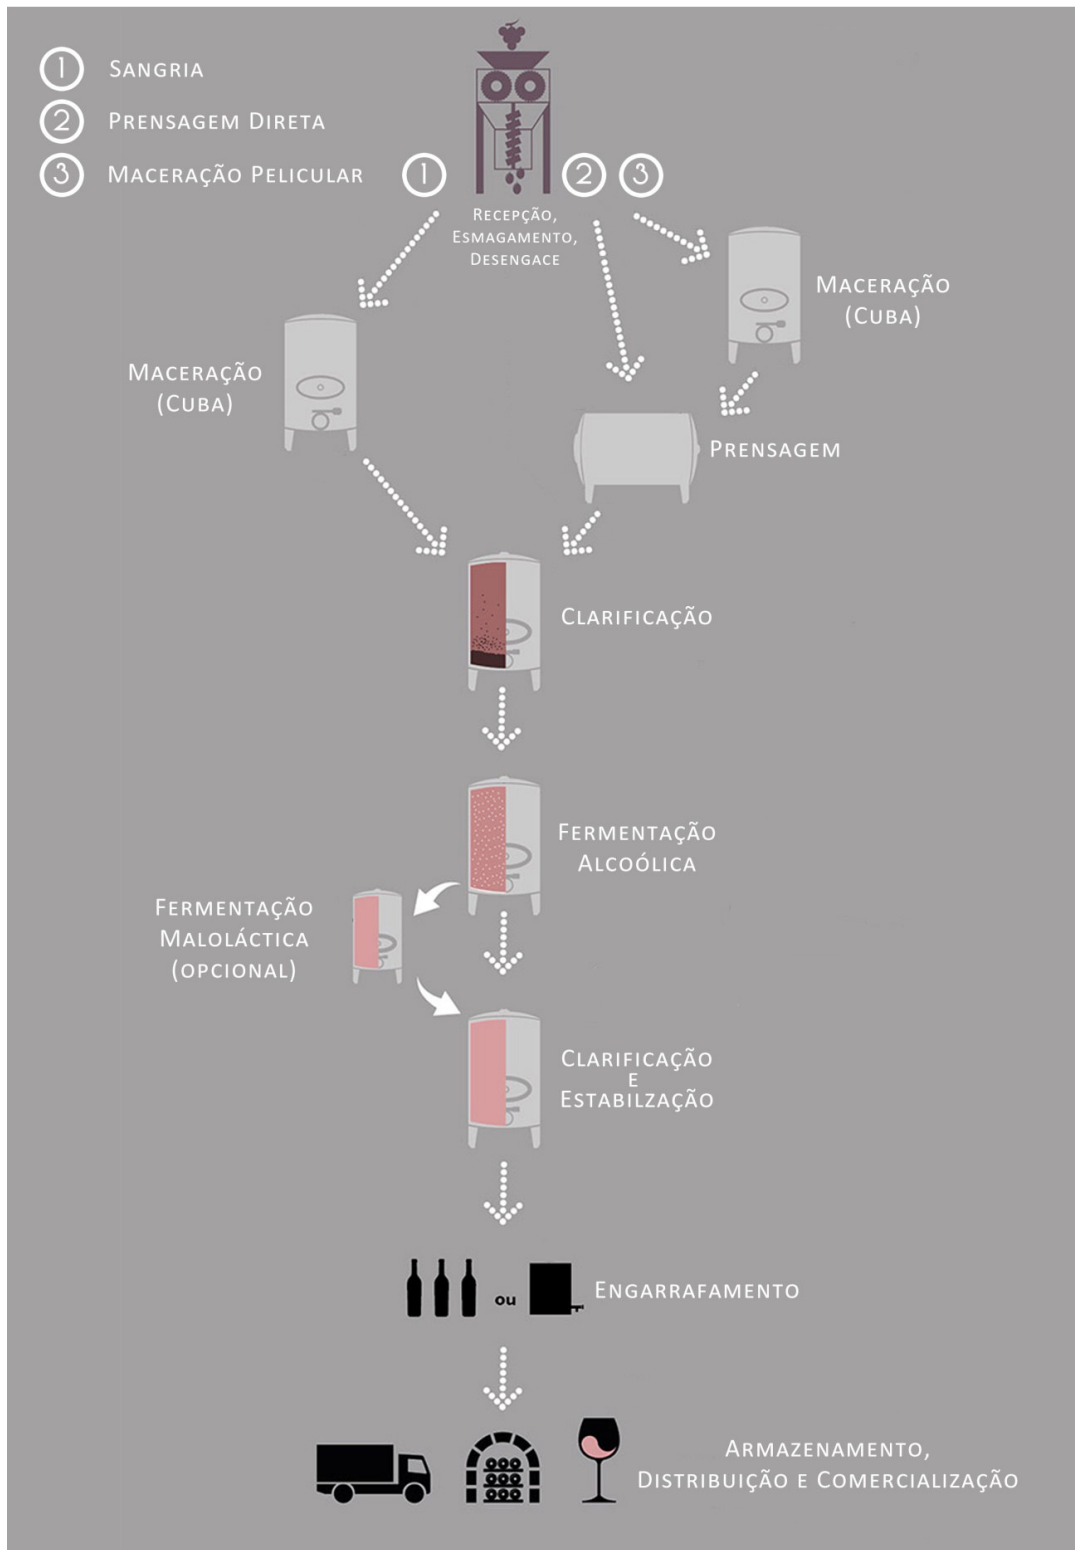 1 Sangria
2 Prensagem Direta
3 Maceração Pelicular
1
2
3
Recepção,
Esmagamento,
Desengace
Maceração
(Cuba)
Maceração
(Cuba)
Prensagem
Clarificação
Fermentação
Alcoólica
Fermentação
Maloláctica
(opcional)
Clarificação
e
Estabilzação
ou
Engarrafamento
Armazenamento,
Distribuição e Comercialização